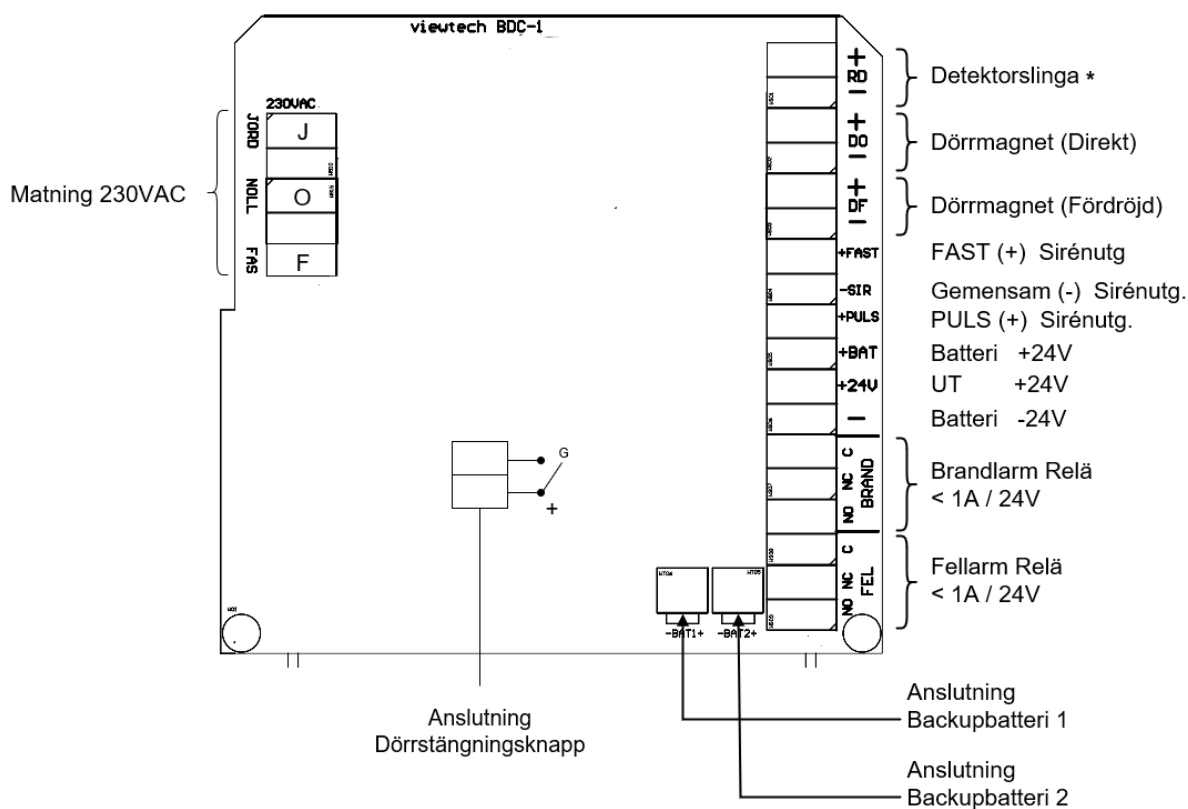 viewtech BDC-1
230VAC
JORD
J
NOLL
O
FAS
F
Matning 230VAC
+
RD
−
Detektorslinga *
+
DO
−
Dörrmagnet (Direkt)
+
DF
−
Dörrmagnet (Fördröjd)
+FAST
FAST (+) Sirénutg
-SIR
Gemensam (-) Sirénutg.
+PULS
PULS (+) Sirénutg.
+BAT
Batteri +24V
+24V
UT +24V
−
Batteri -24V
NO NC C
BRAND
Brandlarm Relä
< 1A / 24V
NO NC C
FEL
Fellarm Relä
< 1A / 24V
G
+
-BAT1+
-BAT2+
Anslutning
Dörrstängningsknapp
Anslutning
Backupbatteri 1
Anslutning
Backupbatteri 2